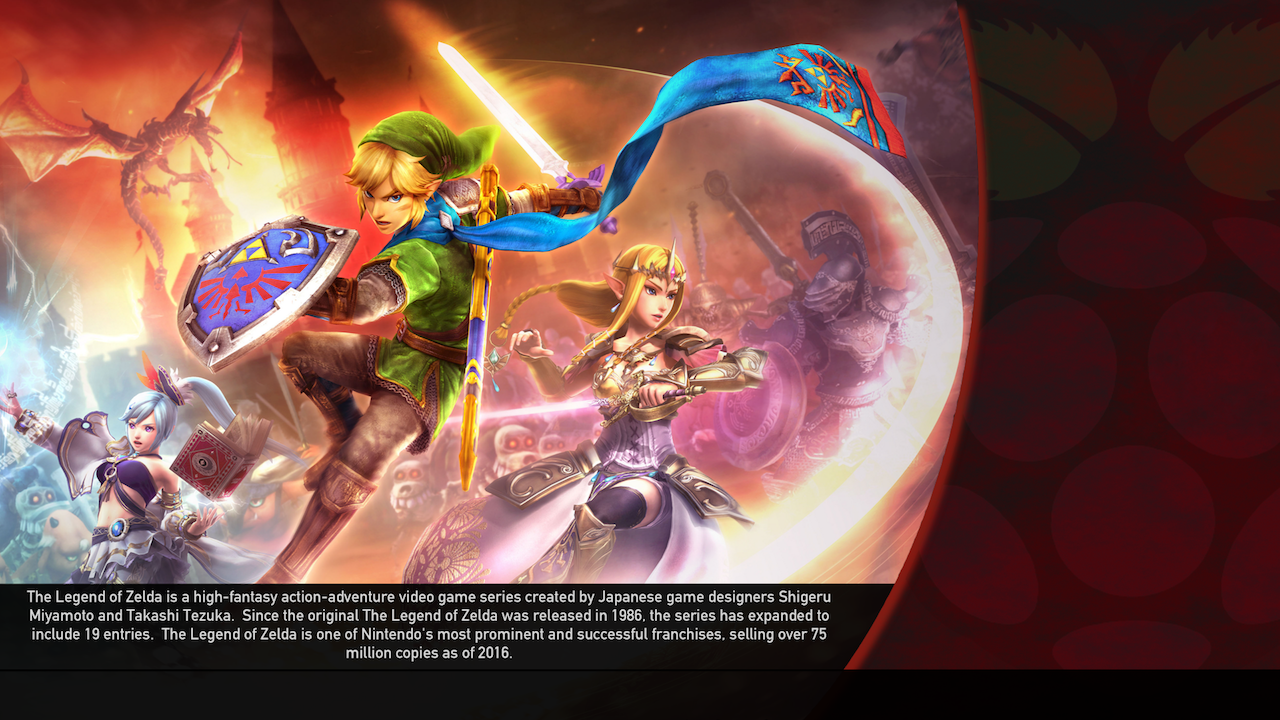 The Legend of Zelda is a high-fantasy action-adventure video game series created by Japanese game designers Shigeru
Miyamoto and Takashi Tezuka.  Since the original The Legend of Zelda was released in 1986, the series has expanded to
include 19 entries.  The Legend of Zelda is one of Nintendo's most prominent and successful franchises, selling over 75
million copies as of 2016.